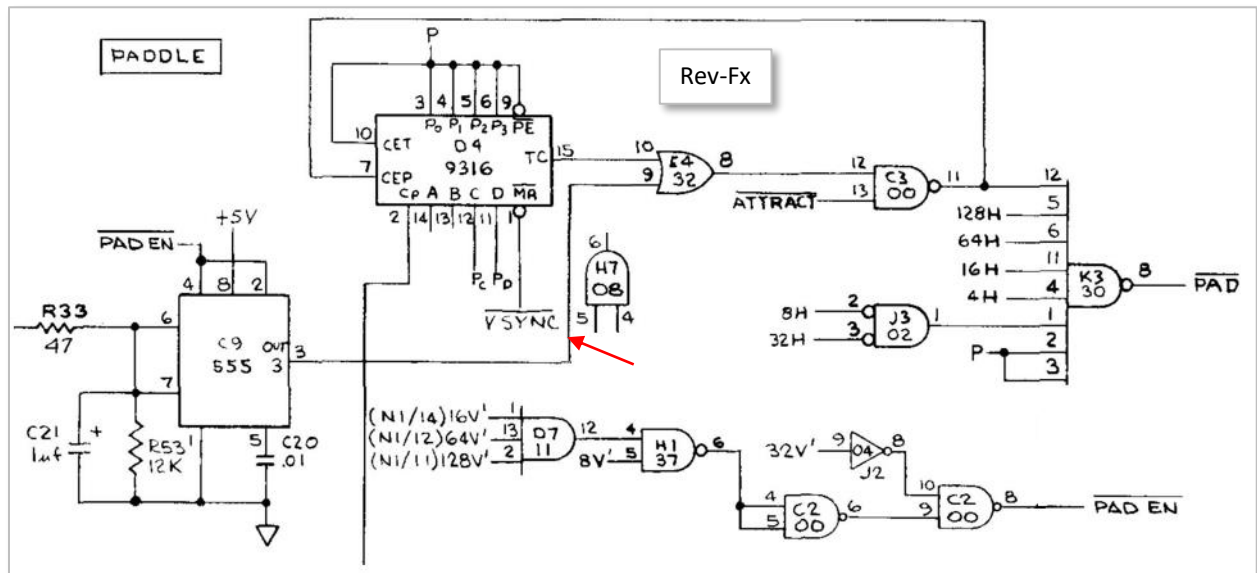 PADDLE
Rev-Fx
P
3 4 5 6 9
P0 P1 P2 P3 PE
10 CET
D4
TC 15
9316
7 CEP
CP A B C D MR
2 14 13 12 11 1
PC PD
VSYNC
10
9
E4
32
8
12
ATTRACT 13
C3
00
11
12
128H 5
64H 6
16H 11
4H 4
K3
30
8 PAD
8H 2
32H 3
J3
02
1
1
P
2
3
6
H7
08
5 4
+5V
PAD EN
4 8 2
R33
47
6
C9
555
OUT
3
3
7
C21
1uf
+
R53
12K
1
5 C20
.01
(N1/14)16V' 1
(N1/12)64V' 13
(N1/11)128V' 2
D7
11
12
4
8V' 5
H1
37
6
4
5
C2
00
6
32V' 9
04
8
J2
10
9
C2
00
8
PAD EN